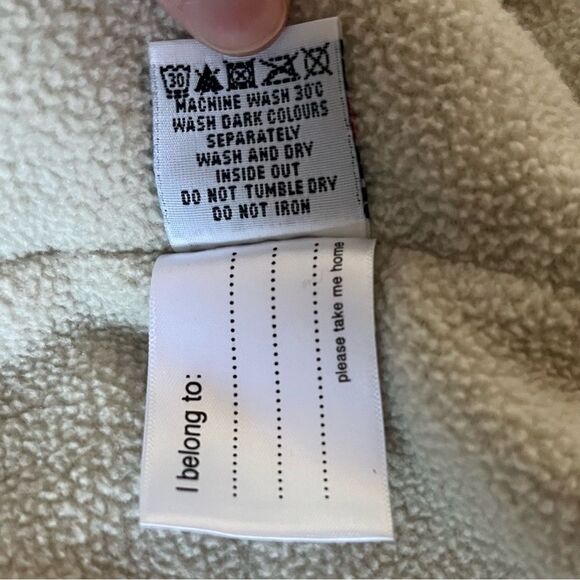 30
MACHINE WASH 30°C
WASH DARK COLOURS
SEPARATELY
WASH AND DRY
INSIDE OUT
DO NOT TUMBLE DRY
DO NOT IRON
I belong to:
please take me home